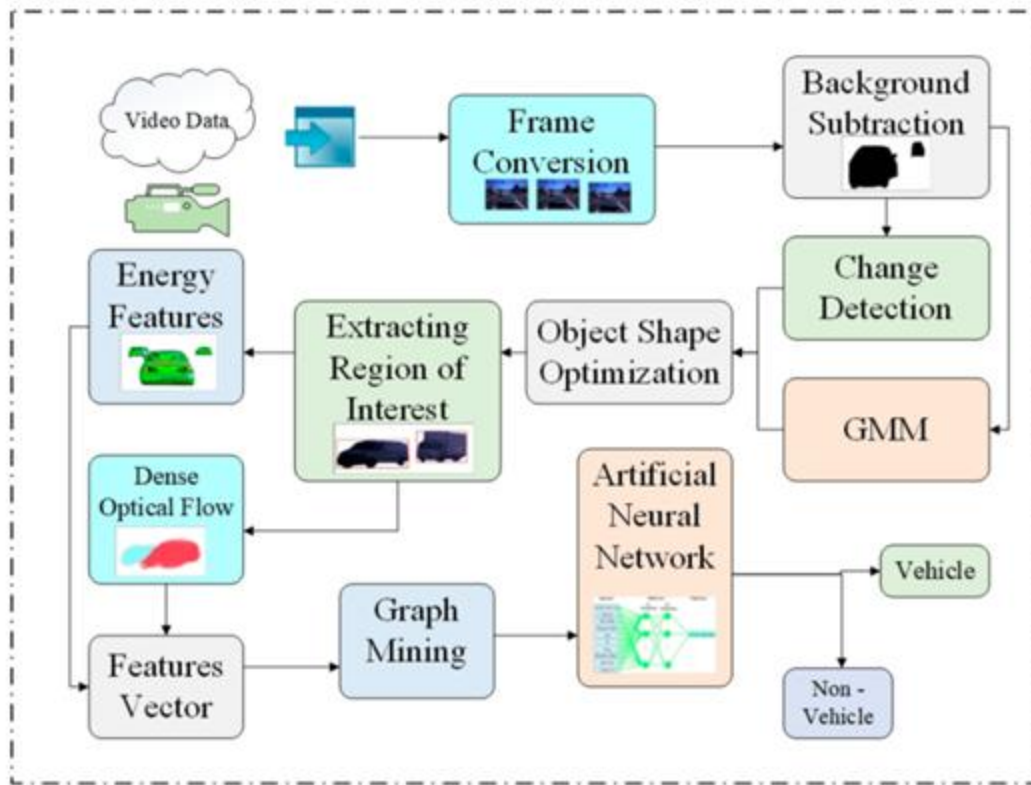 Video Data
Frame
Conversion
Background
Subtraction
Energy
Features
Extracting
Region of
Interest
Object Shape
Optimization
Change
Detection
GMM
Dense
Optical Flow
Artificial
Neural
Network
Vehicle
Graph
Mining
Features
Vector
Non -
Vehicle